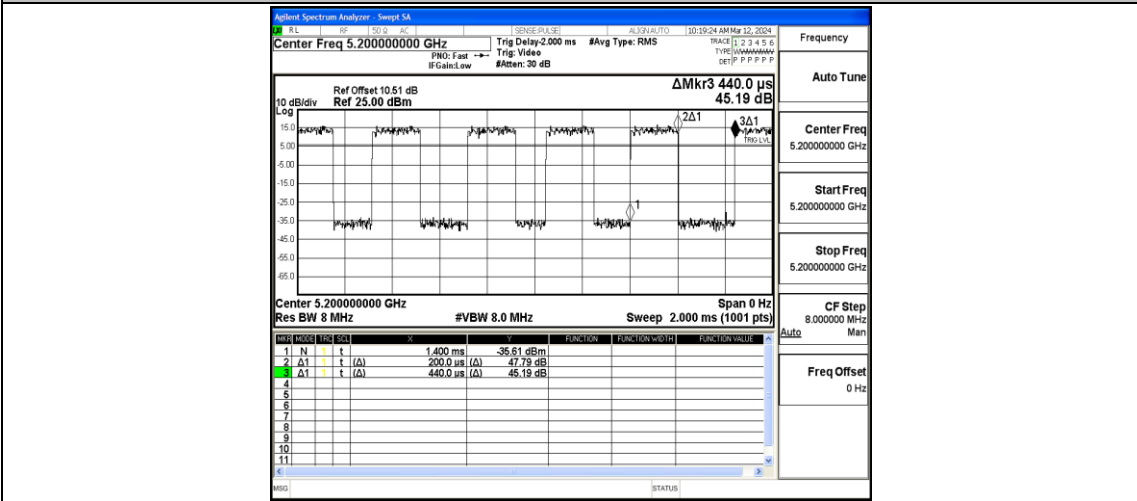 Agilent Spectrum Analyzer - Swept SA
RL RF 50 Ω AC SENSE:PULSE ALIGN AUTO 10:19:24 AM Mar 12, 2024
Center Freq 5.200000000 GHz Trig Delay-2.000 ms #Avg Type: RMS TRACE 1 2 3 4 5 6 Frequency
PNO: Fast Trig: Video TYPE
IFGain:Low #Atten: 30 dB DET P P P P P P
Auto Tune
ΔMkr3 440.0 µs
Ref Offset 10.51 dB 45.19 dB
10 dB/div Ref 25.00 dBm
Log
2Δ1 3Δ1
15.0
TRIG LVL
5.00
-5.00
-15.0
-25.0
1
-35.0
-45.0
-55.0
-65.0
Center Freq
5.200000000 GHz
Start Freq
5.200000000 GHz
Stop Freq
5.200000000 GHz
Center 5.200000000 GHz Span 0 Hz
Res BW 8 MHz #VBW 8.0 MHz Sweep 2.000 ms (1001 pts)
CF Step
8.000000 MHz
Auto Man
MKR MODE TRC SCL X Y FUNCTION FUNCTION WIDTH FUNCTION VALUE
1 N 1 t 1.400 ms -35.61 dBm
2 Δ1 1 t (Δ) 200.0 µs (Δ) 47.79 dB
3 Δ1 1 t (Δ) 440.0 µs (Δ) 45.19 dB
4
5
6
7
8
9
10
11
Freq Offset
0 Hz
MSG STATUS